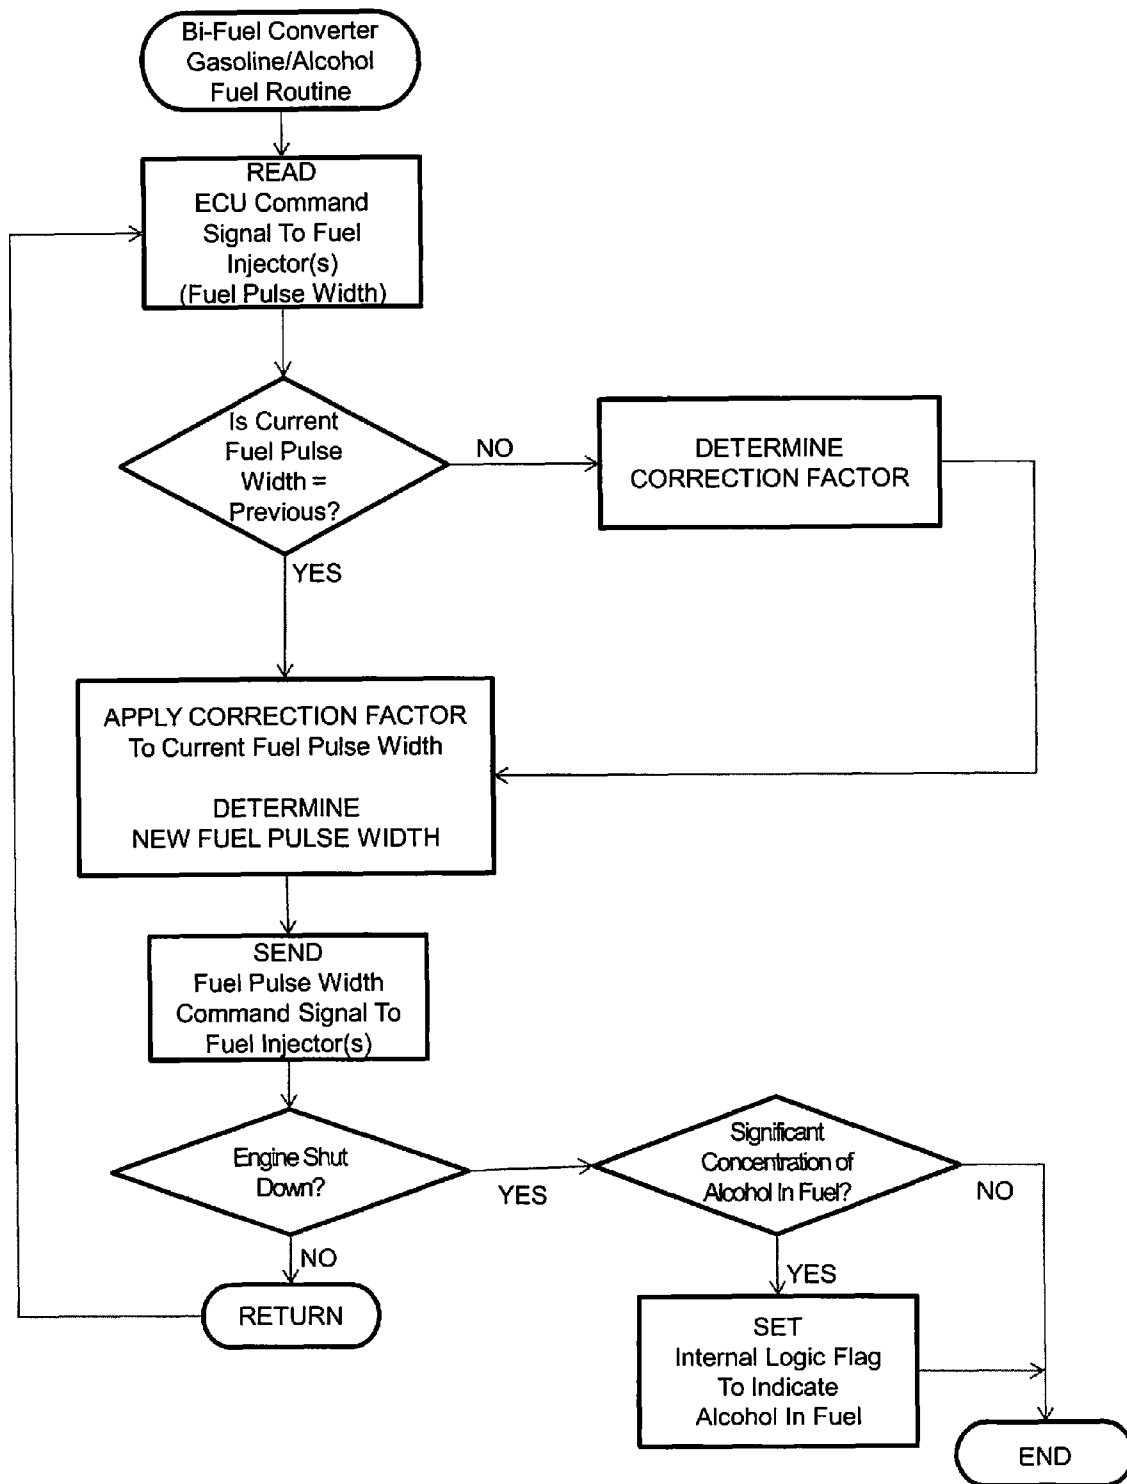 Bi-Fuel Converter
Gasoline/Alcohol
Fuel Routine
READ
ECU Command
Signal To Fuel
Injector(s)
(Fuel Pulse Width)
Is Current
Fuel Pulse
Width =
Previous?
NO
DETERMINE
CORRECTION FACTOR
YES
APPLY CORRECTION FACTOR
To Current Fuel Pulse Width
DETERMINE
NEW FUEL PULSE WIDTH
SEND
Fuel Pulse Width
Command Signal To
Fuel Injector(s)
Engine Shut
Down?
YES
Significant
Concentration of
Alcohol In Fuel?
NO
NO
YES
RETURN
SET
Internal Logic Flag
To Indicate
Alcohol In Fuel
END